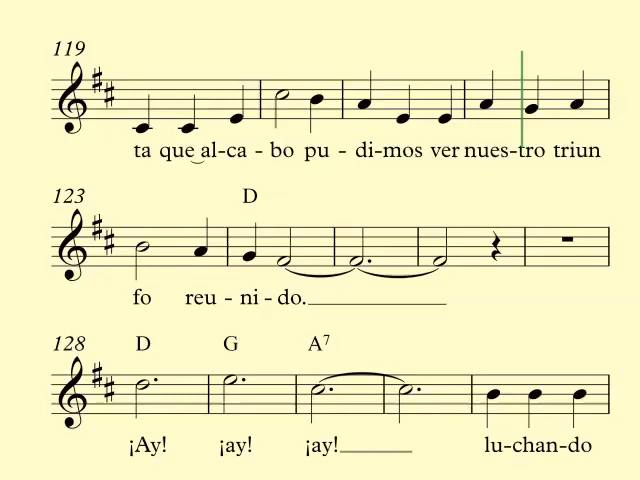 119
ta que al-ca - bo pu - di-mos ver nues-tro triun
123
D
fo reu - ni - do.
128
D G A7
¡Ay! ¡ay! ¡ay! lu-chan-do